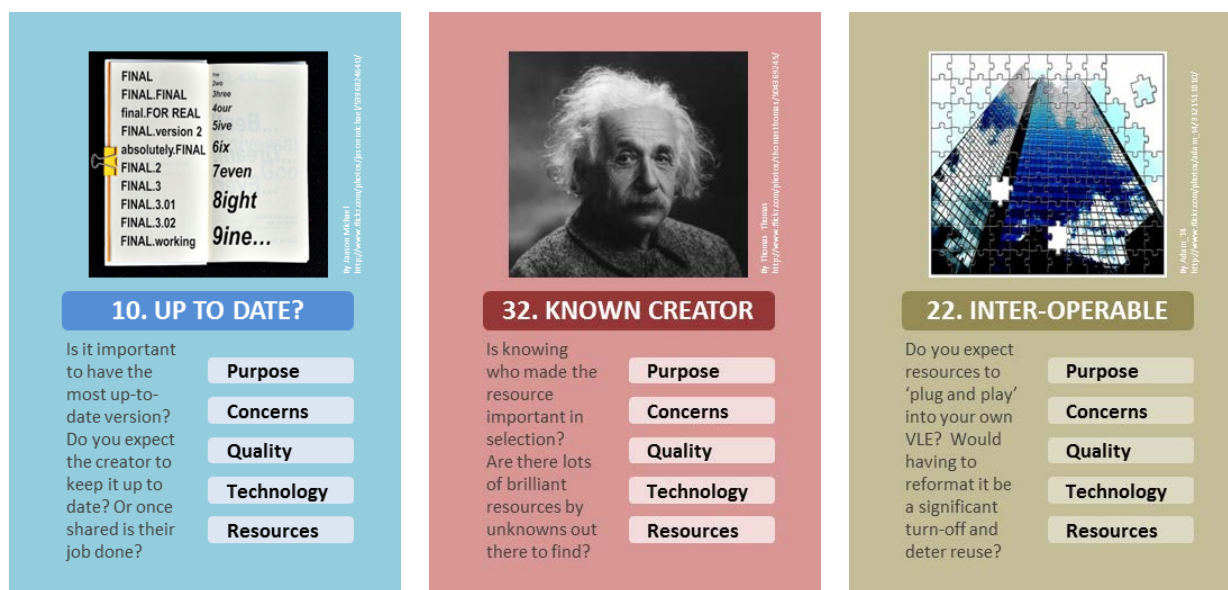 FINAL
FINAL.FINAL
final.FOR REAL
FINAL.version 2
absolutely.FINAL
FINAL.2
FINAL.3
FINAL.3.01
FINAL.3.02
FINAL.working
2wo
3hree
4our
5ive
6ix
7even
8ight
9ine...
10. UP TO DATE?
Is it important
to have the
most up-to-
date version?
Do you expect
the creator to
keep it up to
date? Or once
shared is their
job done?
Purpose
Concerns
Quality
Technology
Resources
By Thomas Thomas
32. KNOWN CREATOR
Is knowing
who made the
resource
important in
selection?
Are there lots
of brilliant
resources by
unknowns out
there to find?
Purpose
Concerns
Quality
Technology
Resources
By Adam_T4
22. INTER-OPERABLE
Do you expect
resources to
‘plug and play’
into your own
VLE? Would
having to
reformat it be
a significant
turn-off and
deter reuse?
Purpose
Concerns
Quality
Technology
Resources